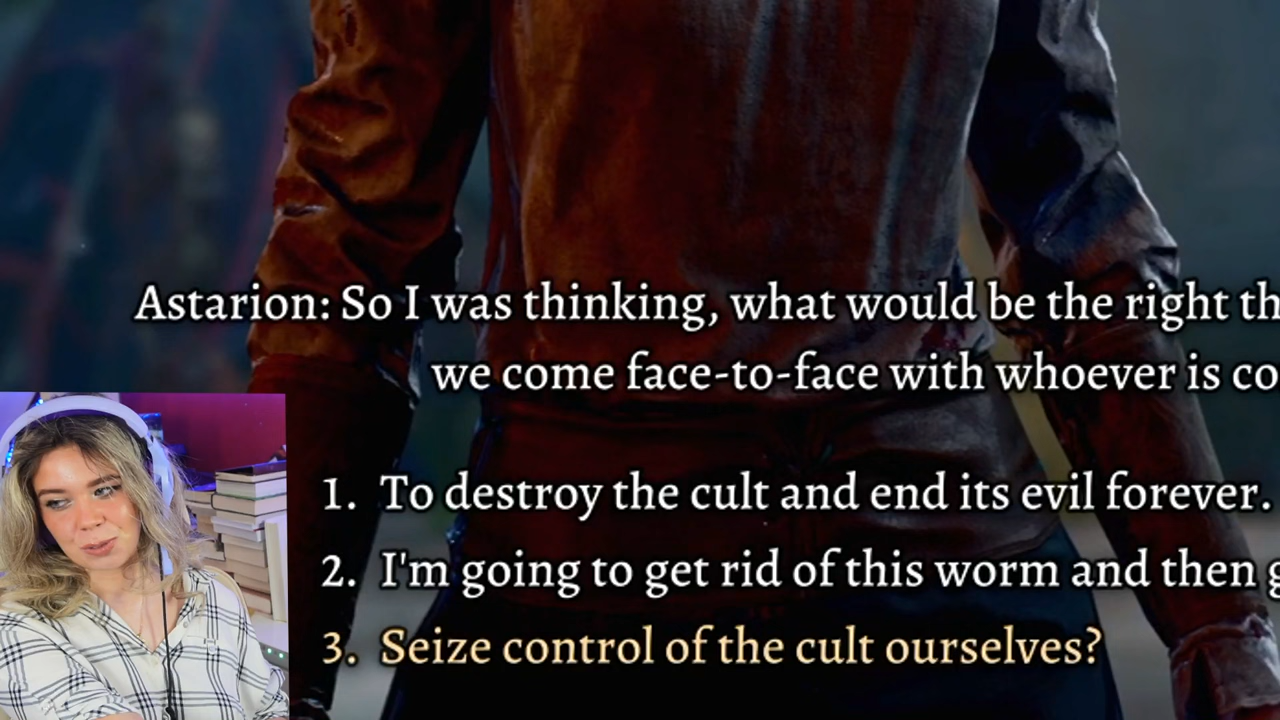 Astarion: So I was thinking, what would be the right th
we come face-to-face with whoever is co
1. To destroy the cult and end its evil forever.
2. I'm going to get rid of this worm and then g
3. Seize control of the cult ourselves?